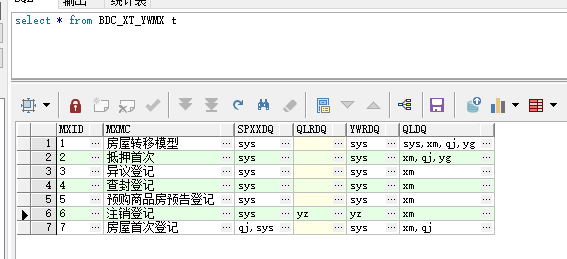 输出 统计表
select * from BDC_XT_YWMX t
MXID MXMC SPXXDQ QLRDQ YWRDQ QLDQ
1 1 房屋转移模型 sys sys sys,xm,qj,yg
2 2 抵押首次 sys sys xm,qj,yg
3 3 异议登记 sys sys xm
4 4 查封登记 sys sys xm
5 5 预购商品房预告登记 sys sys xm
6 6 注销登记 sys yz yz xm
7 7 房屋首次登记 qj,sys sys xm,qj